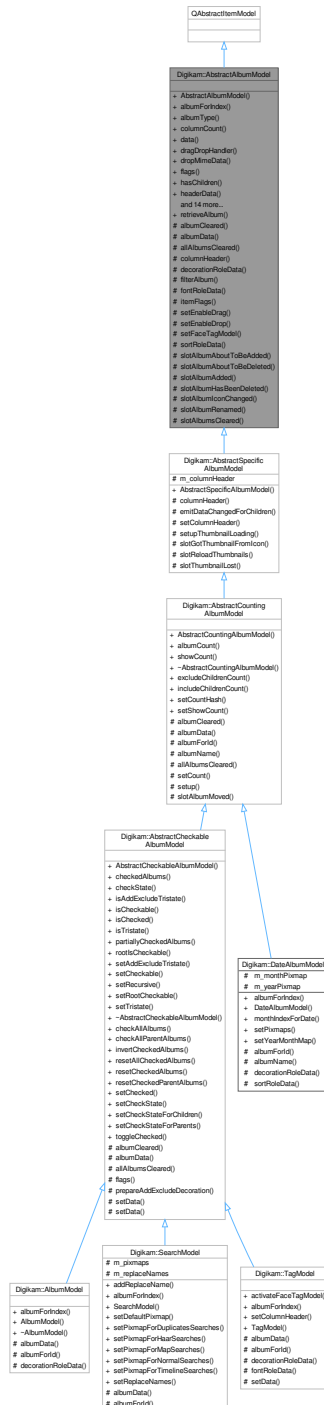 QAbstractItemModel
Digikam::AbstractAlbumModel
+ AbstractAlbumModel()
+ albumForIndex()
+ albumType()
+ columnCount()
+ data()
+ dragDropHandler()
+ dropMimeData()
+ flags()
+ hasChildren()
+ headerData()
and 14 more...
+ retrieveAlbum()
# albumCleared()
# albumData()
# allAlbumsCleared()
# columnHeader()
# decorationRoleData()
# filterAlbum()
# fontRoleData()
# itemFlags()
# setEnableDrag()
# setEnableDrop()
# setFaceTagModel()
# sortRoleData()
# slotAlbumAboutToBeAdded()
# slotAlbumAboutToBeDeleted()
# slotAlbumAdded()
# slotAlbumHasBeenDeleted()
# slotAlbumIconChanged()
# slotAlbumRenamed()
# slotAlbumsCleared()
Digikam::AbstractSpecific
AlbumModel
# m_columnHeader
+ AbstractSpecificAlbumModel()
# columnHeader()
# emitDataChangedForChildren()
# setColumnHeader()
# setupThumbnailLoading()
# slotGotThumbnailFromIcon()
# slotReloadThumbnails()
# slotThumbnailLost()
Digikam::AbstractCounting
AlbumModel
+ AbstractCountingAlbumModel()
+ albumCount()
+ showCount()
+ ~AbstractCountingAlbumModel()
+ excludeChildrenCount()
+ includeChildrenCount()
+ setCountHash()
+ setShowCount()
# albumCleared()
# albumData()
# albumForId()
# albumName()
# allAlbumsCleared()
# setCount()
# setup()
# slotAlbumMoved()
Digikam::AbstractCheckable
AlbumModel
+ AbstractCheckableAlbumModel()
+ checkedAlbums()
+ checkState()
+ isAddExcludeTristate()
+ isCheckable()
+ isChecked()
+ isTristate()
+ partiallyCheckedAlbums()
+ rootIsCheckable()
+ setAddExcludeTristate()
+ setCheckable()
+ setRecursive()
+ setRootCheckable()
+ setTristate()
+ ~AbstractCheckableAlbumModel()
+ checkAllAlbums()
+ checkAllParentAlbums()
+ invertCheckedAlbums()
+ resetAllCheckedAlbums()
+ resetCheckedAlbums()
+ resetCheckedParentAlbums()
+ setChecked()
+ setCheckState()
+ setCheckStateForChildren()
+ setCheckStateForParents()
+ toggleChecked()
# albumCleared()
# albumData()
# allAlbumsCleared()
# flags()
# prepareAddExcludeDecoration()
# setData()
# setData()
Digikam::DateAlbumModel
# m_monthPixmap
# m_yearPixmap
+ albumForIndex()
+ DateAlbumModel()
+ monthIndexForDate()
+ setPixmaps()
+ setYearMonthMap()
# albumForId()
# albumName()
# decorationRoleData()
# sortRoleData()
Digikam::AlbumModel
+ albumForIndex()
+ AlbumModel()
+ ~AlbumModel()
# albumData()
# albumForId()
# decorationRoleData()
Digikam::SearchModel
# m_pixmaps
# m_replaceNames
+ addReplaceName()
+ albumForIndex()
+ SearchModel()
+ setDefaultPixmap()
+ setPixmapForDuplicatesSearches()
+ setPixmapForHaarSearches()
+ setPixmapForMapSearches()
+ setPixmapForNormalSearches()
+ setPixmapForTimelineSearches()
+ setReplaceNames()
# albumData()
# albumForId()
Digikam::TagModel
+ activateFaceTagModel()
+ albumForIndex()
+ setColumnHeader()
+ TagModel()
# albumData()
# albumForId()
# decorationRoleData()
# fontRoleData()
# setData()